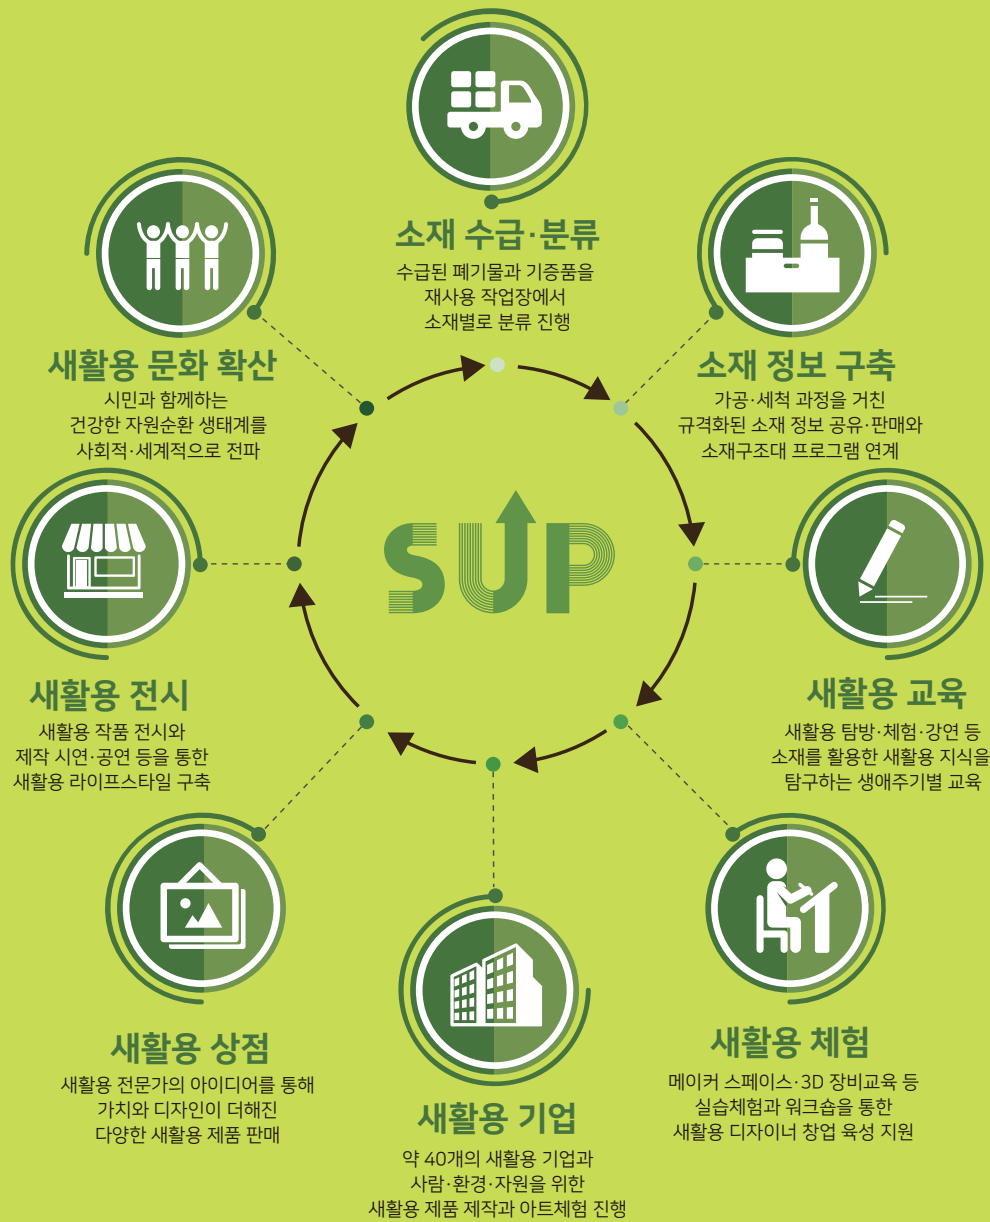 소재 수급·분류
수급된 폐기물과 기증품을
재사용 작업장에서
소재별로 분류 진행
소재 정보 구축
가공·세척 과정을 거친
규격화된 소재 정보 공유·판매와
소재구조대 프로그램 연계
새활용 교육
새활용 탐방·체험·강연 등
소재를 활용한 새활용 지식을
탐구하는 생애주기별 교육
새활용 체험
메이커 스페이스·3D 장비교육 등
실습체험과 워크숍을 통한
새활용 디자이너 창업 육성 지원
새활용 기업
약 40개의 새활용 기업과
사람·환경·자원을 위한
새활용 제품 제작과 아트체험 진행
새활용 상점
새활용 전문가의 아이디어를 통해
가치와 디자인이 더해진
다양한 새활용 제품 판매
새활용 전시
새활용 작품 전시와
제작 시연·공연 등을 통한
새활용 라이프스타일 구축
새활용 문화 확산
시민과 함께하는
건강한 자원순환 생태계를
사회적·세계적으로 전파
SUP